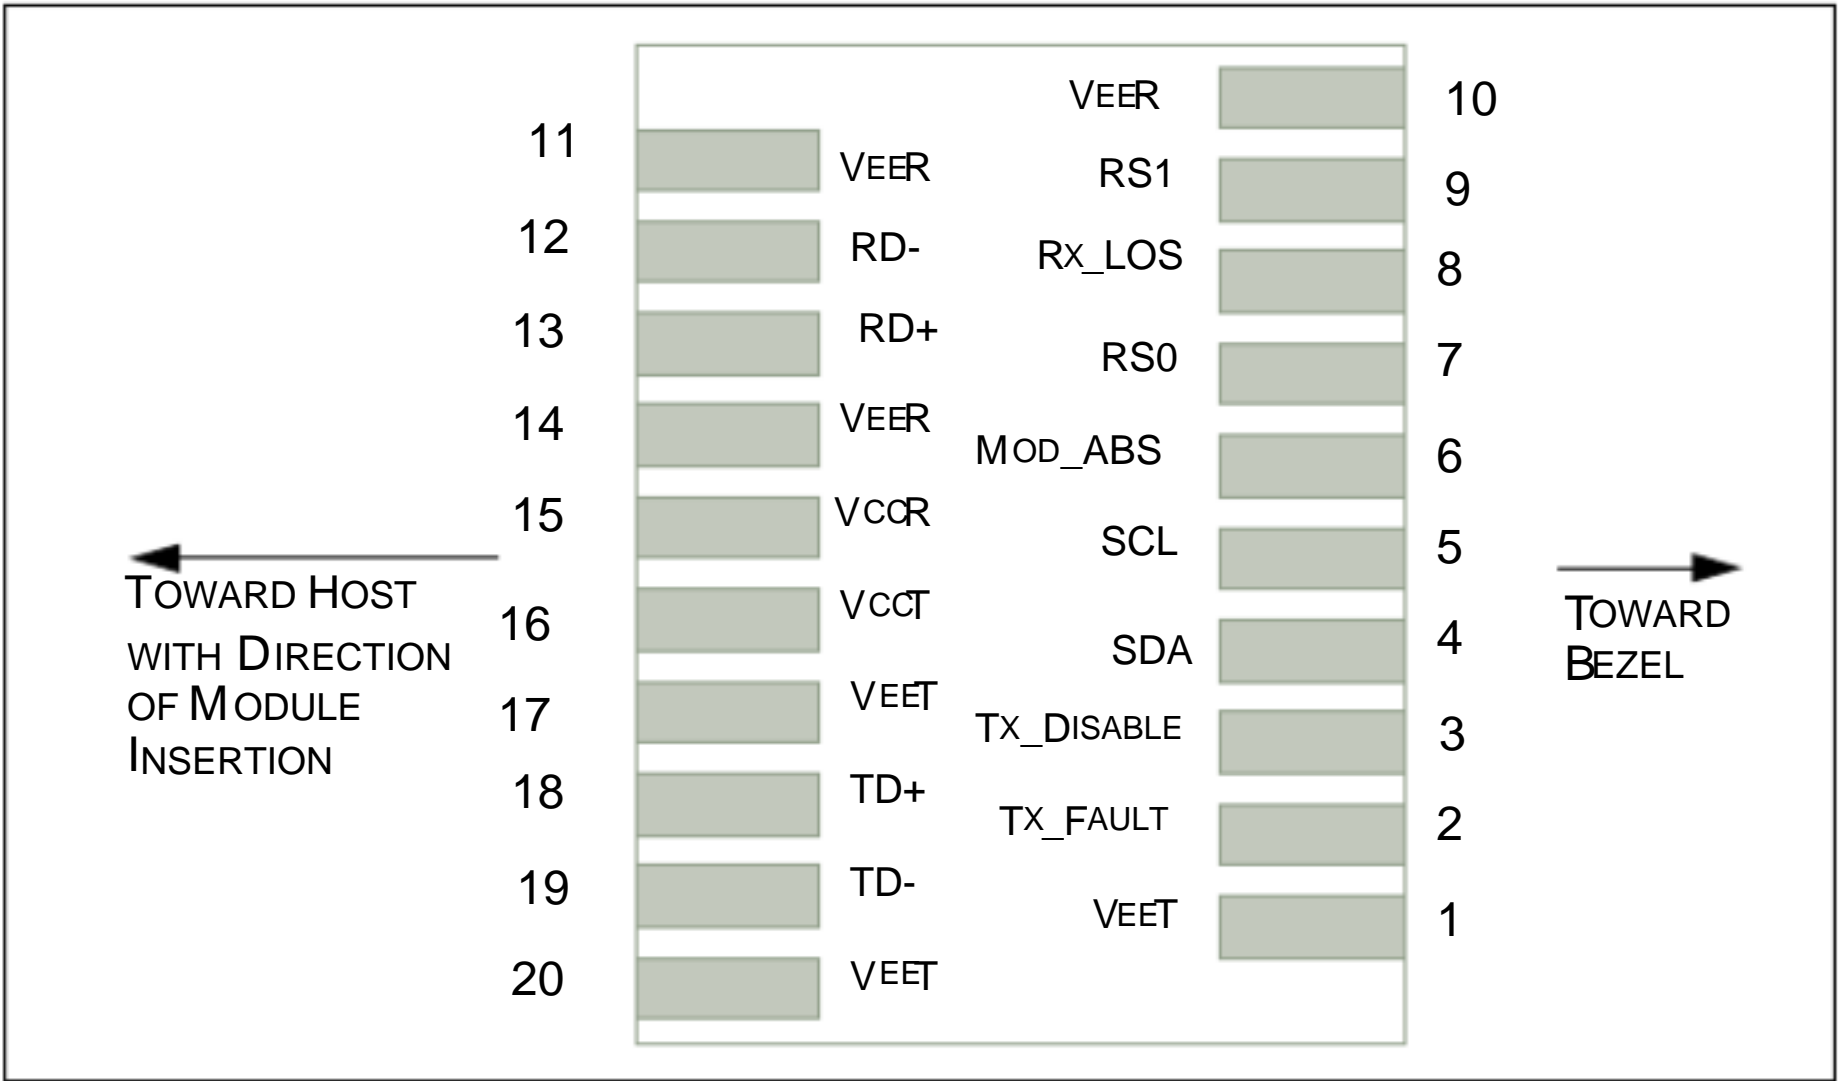 VEER
10
11
VEER
RS1
9
12
RD-
RX_LOS
8
13
RD+
RS0
7
14
VEER
MOD_ABS
6
15
VCCR
SCL
5
TOWARD HOST
WITH DIRECTION
OF MODULE
INSERTION
16
VCCT
SDA
4
TOWARD
BEZEL
17
VEET
TX_DISABLE
3
18
TD+
TX_FAULT
2
19
TD-
VEET
1
20
VEET